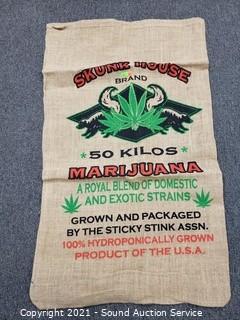 SKUNK HOUSE
BRAND
50 KILOS
MARIJUANA
A ROYAL BLEND OF DOMESTIC
AND EXOTIC STRAINS
GROWN AND PACKAGED
BY THE STICKY STINK ASSN.
100% HYDROPONICALLY GROWN
PRODUCT OF THE U.S.A.
Copyright 2021 - Sound Auction Service